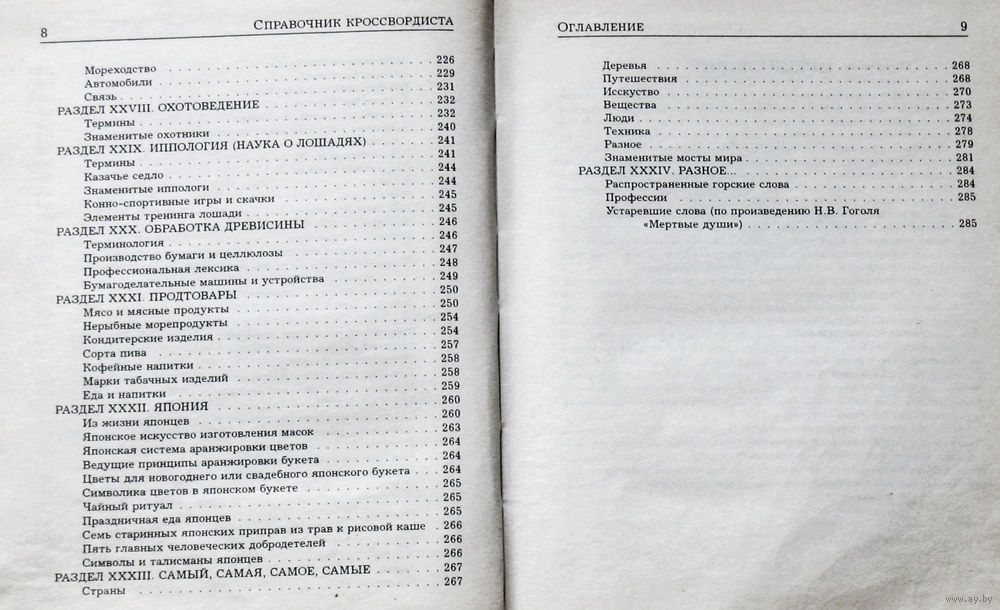 8 Справочник кроссвордиста
Мореходство . . . . . . . . . . 226
Автомобили . . . . . . . . . . 229
Связь . . . . . . . . . . 231
РАЗДЕЛ XXVIII. ОХОТОВЕДЕНИЕ . . . . . . . . . . 232
Термины . . . . . . . . . . 232
Знаменитые охотники . . . . . . . . . . 240
РАЗДЕЛ XXIX. ИППОЛОГИЯ (НАУКА О ЛОШАДЯХ) . . . . . . . . . . 241
Термины . . . . . . . . . . 241
Казачье седло . . . . . . . . . . 244
Знаменитые иппологи . . . . . . . . . . 244
Конно-спортивные игры и скачки . . . . . . . . . . 245
Элементы тренинга лошади . . . . . . . . . . 245
РАЗДЕЛ XXX. ОБРАБОТКА ДРЕВИСИНЫ . . . . . . . . . . 246
Терминология . . . . . . . . . . 246
Производство бумаги и целлюлозы . . . . . . . . . . 247
Профессиональная лексика . . . . . . . . . . 248
Бумагоделательные машины и устройства . . . . . . . . . . 249
РАЗДЕЛ XXXI. ПРОДТОВАРЫ . . . . . . . . . . 250
Мясо и мясные продукты . . . . . . . . . . 250
Нерыбные морепродукты . . . . . . . . . . 254
Кондитерские изделия . . . . . . . . . . 254
Сорта пива . . . . . . . . . . 257
Кофейные напитки . . . . . . . . . . 258
Марки табачных изделий . . . . . . . . . . 258
Еда и напитки . . . . . . . . . . 259
РАЗДЕЛ XXXII. ЯПОНИЯ . . . . . . . . . . 260
Из жизни японцев . . . . . . . . . . 260
Японское искусство изготовления масок . . . . . . . . . . 263
Японская система аранжировки цветов . . . . . . . . . . 264
Ведущие принципы аранжировки букета . . . . . . . . . . 264
Цветы для новогоднего или свадебного японского букета . . . 264
Символика цветов в японском букете . . . . . . . . . . 265
Чайный ритуал . . . . . . . . . . 265
Праздничная еда японцев . . . . . . . . . . 265
Семь старинных японских приправ из трав к рисовой каше . 266
Пять главных человеческих добродетелей . . . . . . . . . . 266
Символы и талисманы японцев . . . . . . . . . . 266
РАЗДЕЛ XXXIII. САМЫЙ, САМАЯ, САМОЕ, САМЫЕ . . . . . . . 267
Страны . . . . . . . . . . 267
Оглавление 9
Деревья . . . . . . . . . . 268
Путешествия . . . . . . . . . . 268
Исскуство . . . . . . . . . . 270
Вещества . . . . . . . . . . 273
Люди . . . . . . . . . . 274
Техника . . . . . . . . . . 278
Разное . . . . . . . . . . 279
Знаменитые мосты мира . . . . . . . . . . 281
РАЗДЕЛ XXXIV. РАЗНОЕ... . . . . . . . . . . 284
Распространенные горские слова . . . . . . . . . . 284
Профессии . . . . . . . . . . 285
Устаревшие слова (по произведению Н.В. Гоголя
«Мертвые души») . . . . . . . . . . 285
www.ay.by